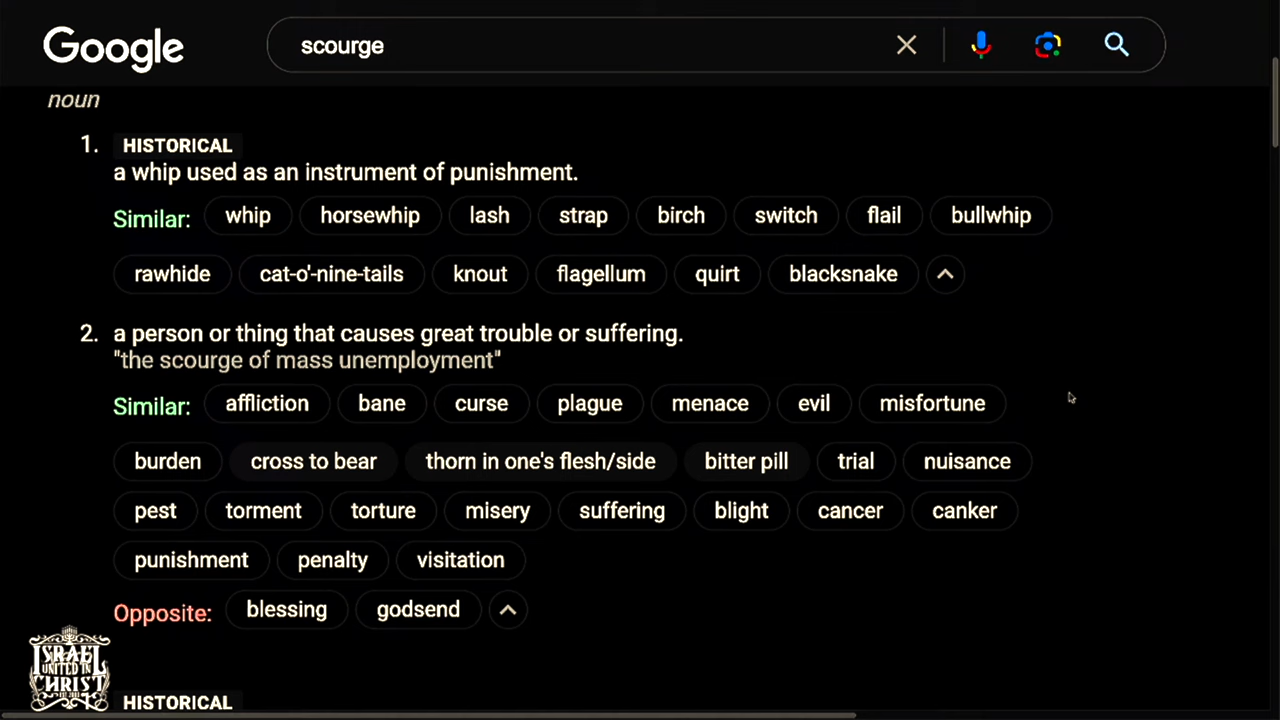 Google scourge
noun
1. HISTORICAL
a whip used as an instrument of punishment.
Similar: whip horsewhip lash strap birch switch flail bullwhip
rawhide cat-o'-nine-tails knout flagellum quirt blacksnake
2. a person or thing that causes great trouble or suffering.
"the scourge of mass unemployment"
Similar: affliction bane curse plague menace evil misfortune
burden cross to bear thorn in one's flesh/side bitter pill trial nuisance
pest torment torture misery suffering blight cancer canker
punishment penalty visitation
Opposite: blessing godsend
ISRAEL
UNITED IN
CHRIST
HISTORICAL